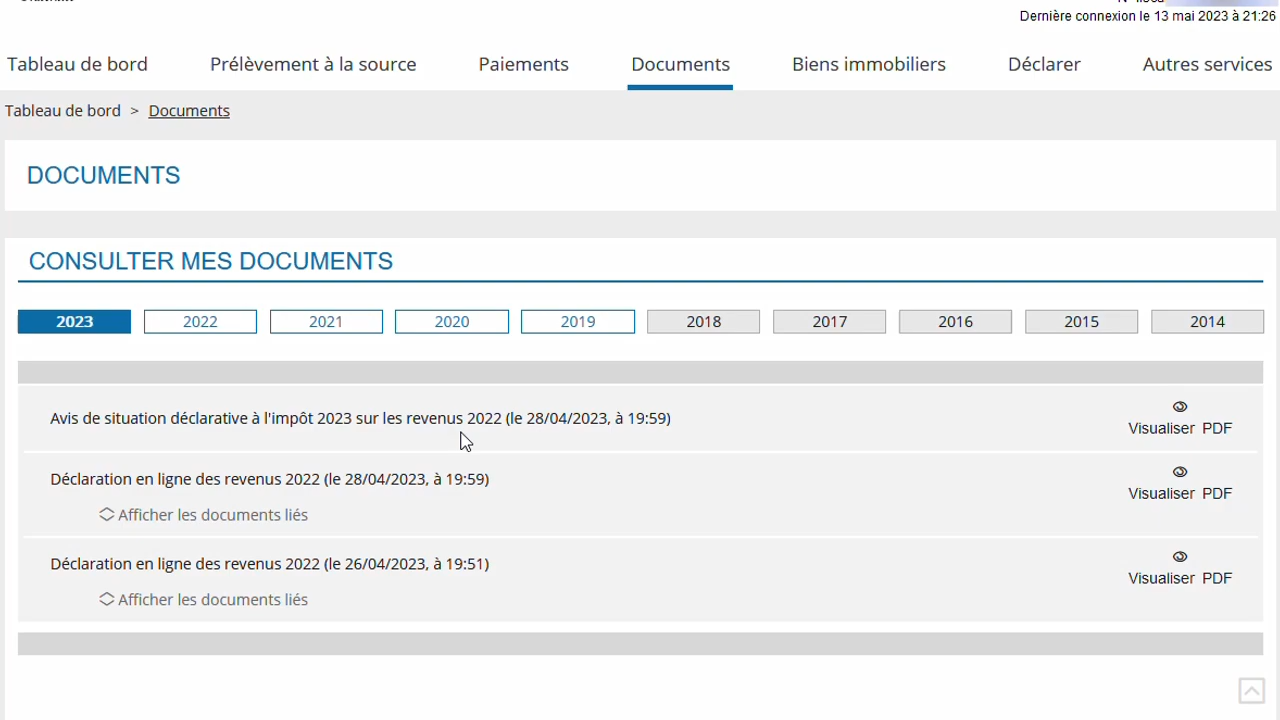 Dernière connexion le 13 mai 2023 à 21:26
Tableau de bord Prélèvement à la source Paiements Documents Biens immobiliers Déclarer Autres services
Tableau de bord > Documents
DOCUMENTS
CONSULTER MES DOCUMENTS
2023 2022 2021 2020 2019 2018 2017 2016 2015 2014
Avis de situation déclarative à l'impôt 2023 sur les revenus 2022 (le 28/04/2023, à 19:59)
Visualiser PDF
Déclaration en ligne des revenus 2022 (le 28/04/2023, à 19:59)
Visualiser PDF
Afficher les documents liés
Déclaration en ligne des revenus 2022 (le 26/04/2023, à 19:51)
Visualiser PDF
Afficher les documents liés